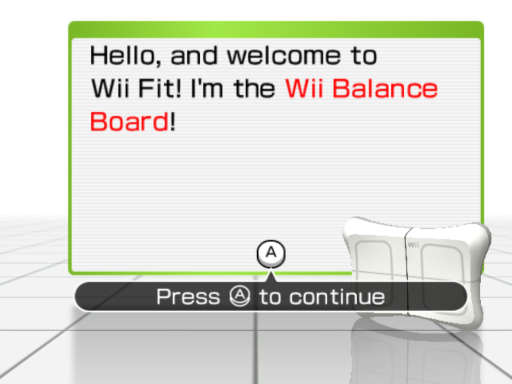 Hello, and welcome to
Wii Fit! I'm the Wii Balance
Board!
Wii
A
Press Ⓐ to continue